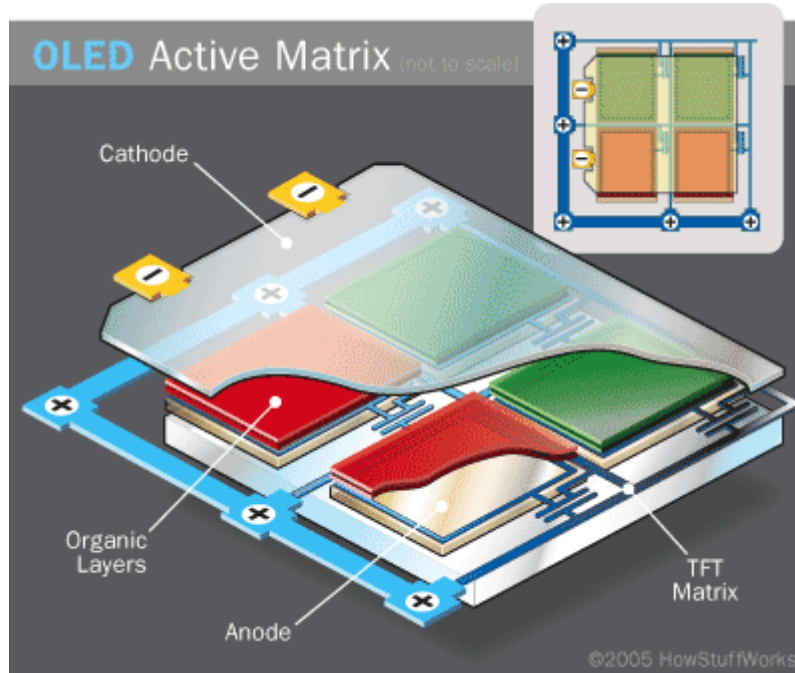 OLED Active Matrix (not to scale)
Cathode
Organic
Layers
Anode
TFT
Matrix
©2005 HowStuffWorks